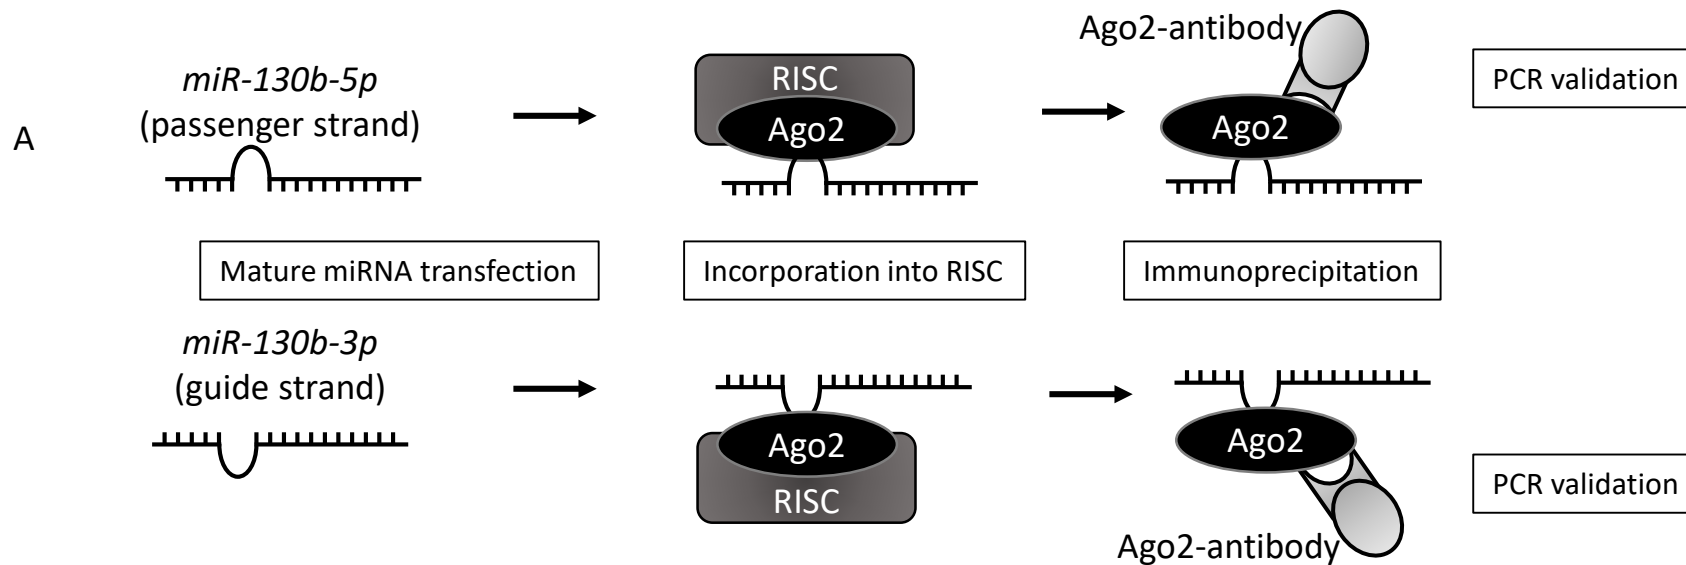 A
miR-130b-5p
(passenger strand)
RISC
Ago2
Ago2-antibody
Ago2
PCR validation
Mature miRNA transfection
Incorporation into RISC
Immunoprecipitation
miR-130b-3p
(guide strand)
Ago2
RISC
Ago2
Ago2-antibody
PCR validation